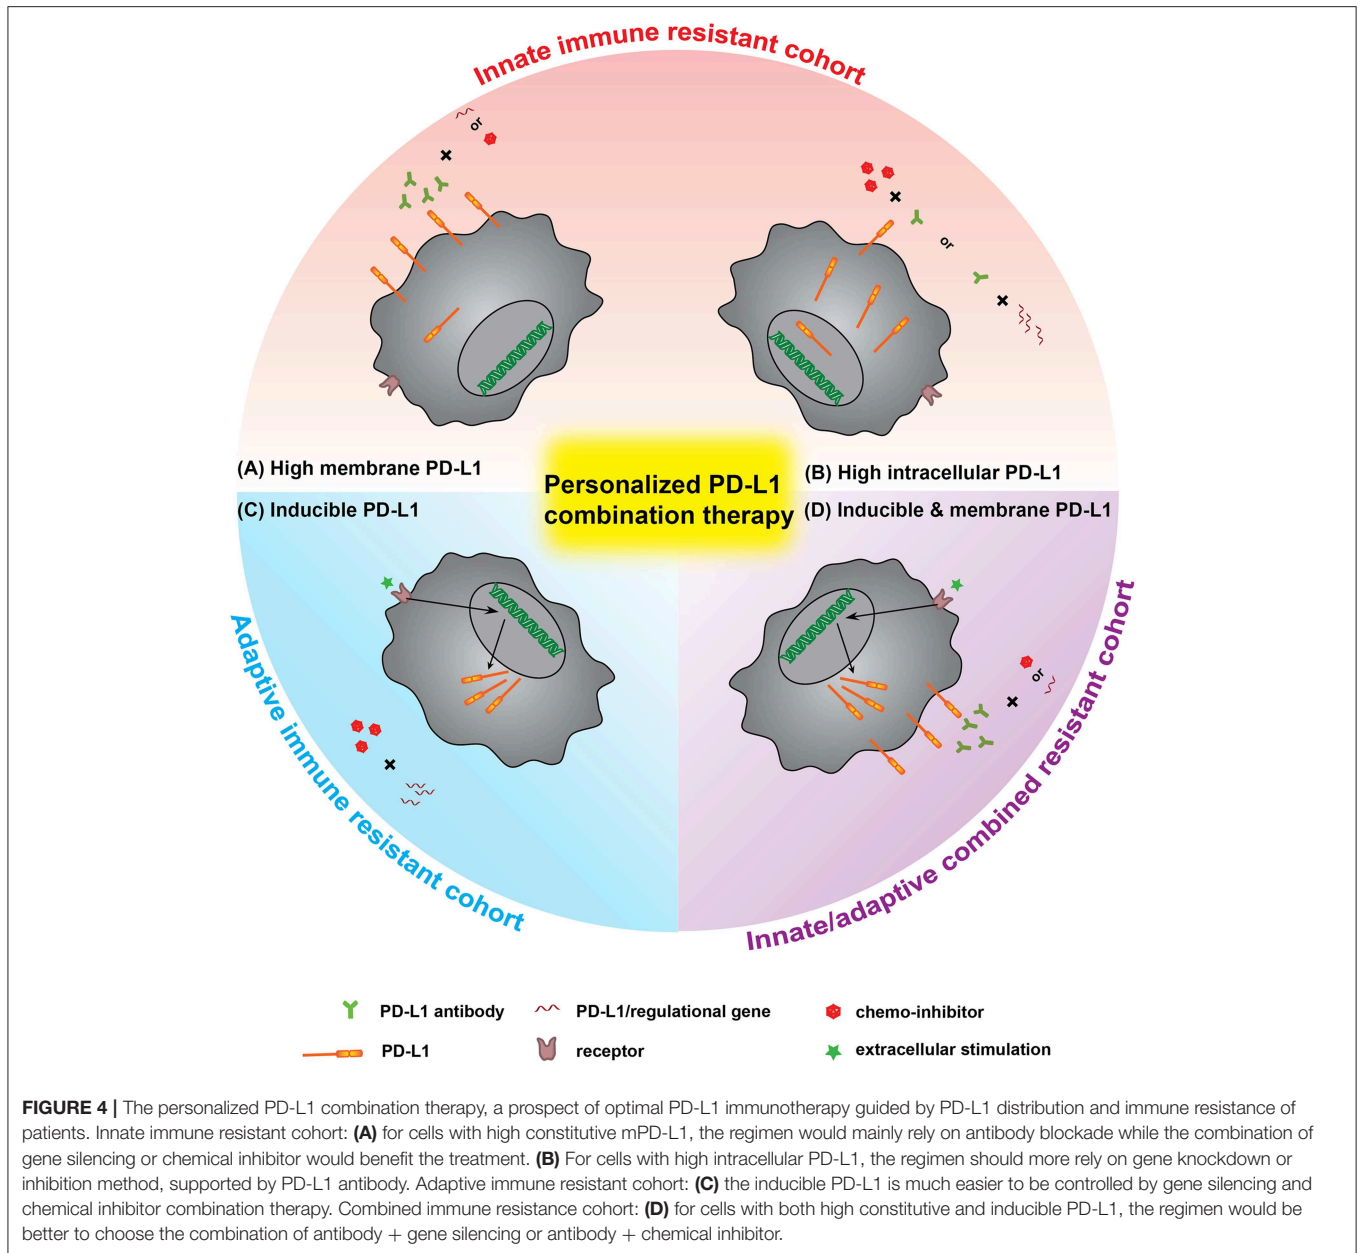 Innate immune resistant cohort
or
or
(A) High membrane PD-L1
(B) High intracellular PD-L1
Personalized PD-L1
combination therapy
(C) Inducible PD-L1
(D) Inducible & membrane PD-L1
or
Adaptive immune resistant cohort
Innate/adaptive combined resistant cohort
PD-L1 antibody
PD-L1/regulational gene
chemo-inhibitor
PD-L1
receptor
extracellular stimulation
FIGURE 4 | The personalized PD-L1 combination therapy, a prospect of optimal PD-L1 immunotherapy guided by PD-L1 distribution and immune resistance of
patients. Innate immune resistant cohort: (A) for cells with high constitutive mPD-L1, the regimen would mainly rely on antibody blockade while the combination of
gene silencing or chemical inhibitor would benefit the treatment. (B) For cells with high intracellular PD-L1, the regimen should more rely on gene knockdown or
inhibition method, supported by PD-L1 antibody. Adaptive immune resistant cohort: (C) the inducible PD-L1 is much easier to be controlled by gene silencing and
chemical inhibitor combination therapy. Combined immune resistance cohort: (D) for cells with both high constitutive and inducible PD-L1, the regimen would be
better to choose the combination of antibody + gene silencing or antibody + chemical inhibitor.